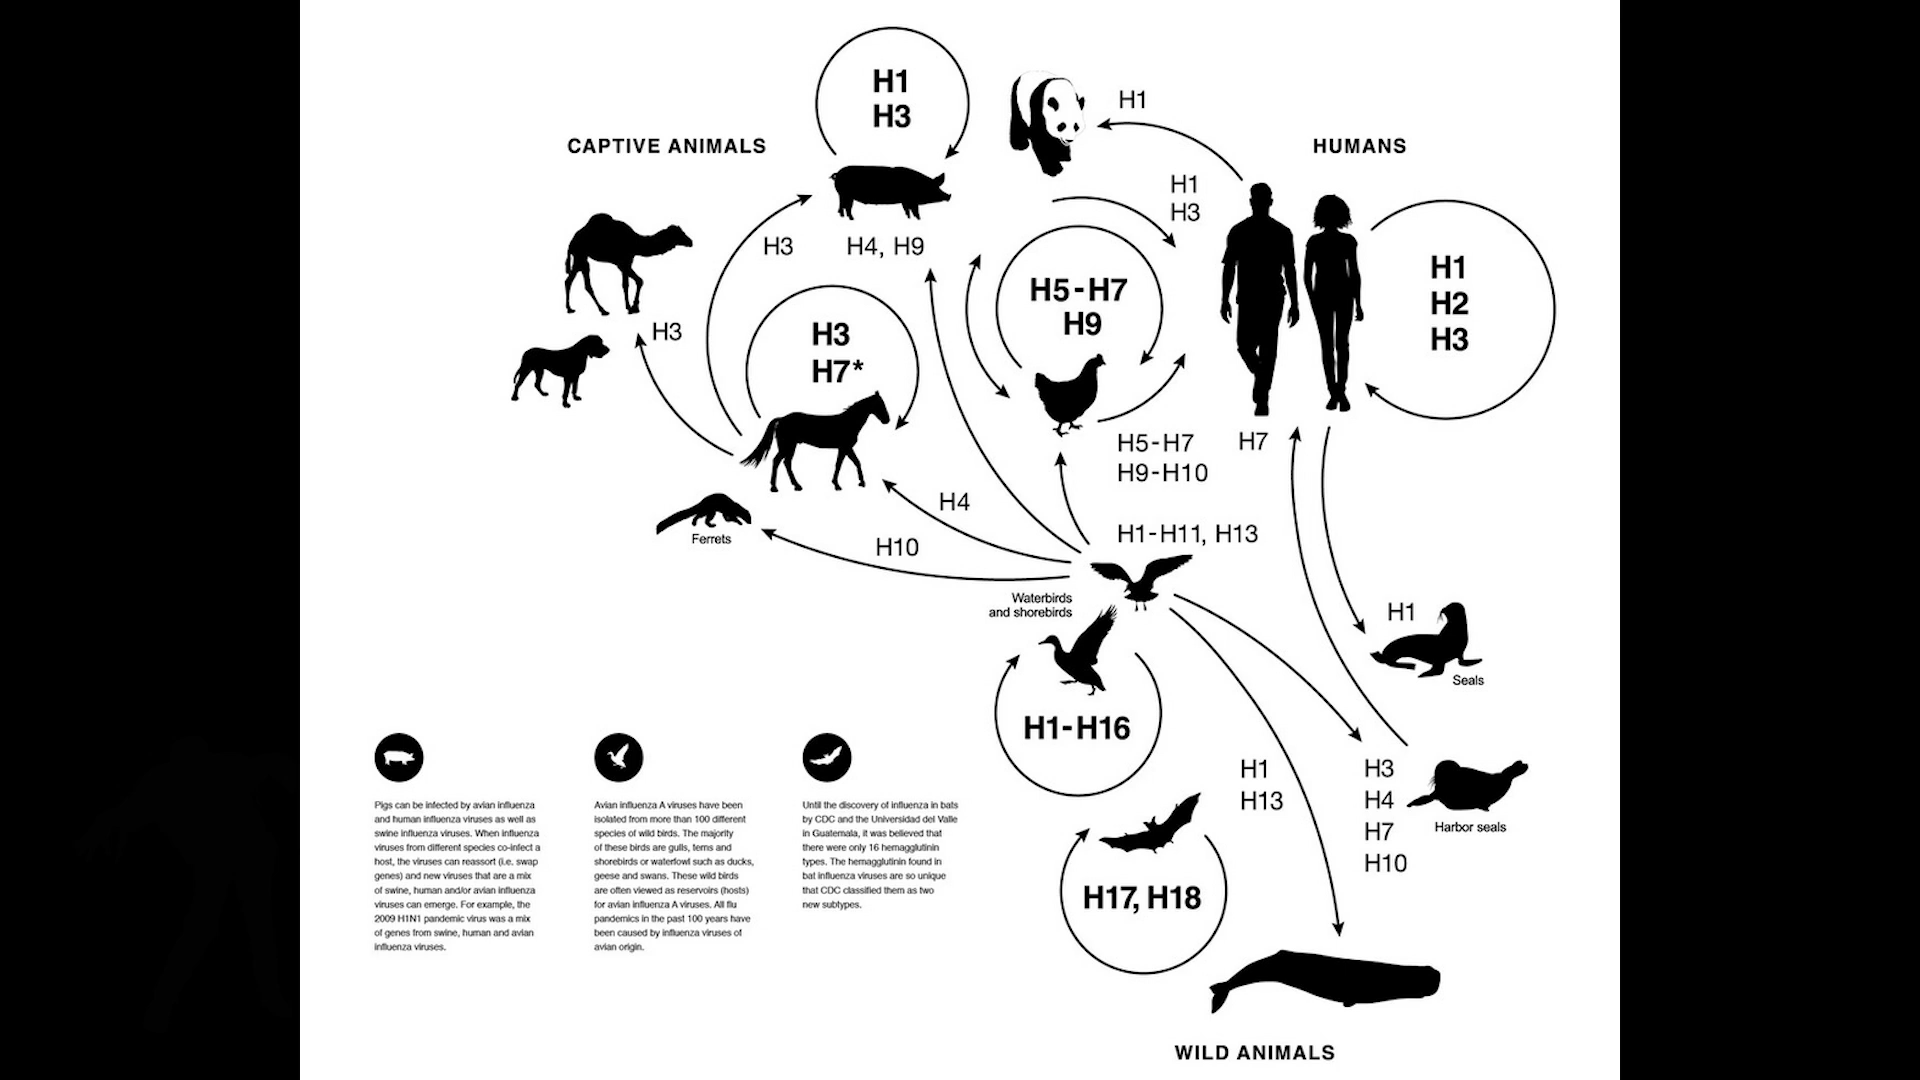 H1
H3
H1
CAPTIVE ANIMALS
HUMANS
H1
H3
H3
H4, H9
H1
H2
H3
H5-H7
H9
H3
H3
H7*
H5-H7
H9-H10
H7
H4
H10
Ferrets
H1-H11, H13
Waterbirds
and shorebirds
H1
Seals
H1-H16
H1
H13
H3
H4
H7
H10
Harbor seals
H17, H18
Pigs can be infected by avian influenza
and human influenza viruses as well as
swine influenza viruses. When influenza
viruses from different species co-infect a
host, the viruses can reassort (i.e. swap
genes) and new viruses that are a mix
of swine, human and/or avian influenza
viruses can emerge. For example, the
2009 H1N1 pandemic virus was a mix
of genes from swine, human and avian
influenza viruses.
Avian influenza A viruses have been
isolated from more than 100 different
species of wild birds. The majority
of these birds are gulls, terns and
shorebirds or waterfowl such as ducks,
geese and swans. These wild birds
are often viewed as reservoirs (hosts)
for avian influenza A viruses. All flu
pandemics in the past 100 years have
been caused by influenza viruses of
avian origin.
Until the discovery of influenza in bats
by CDC and the Universidad del Valle
in Guatemala, it was believed that
there were only 16 hemagglutinin
types. The hemagglutinin found in
bat influenza viruses are so unique
that CDC classified them as two
new subtypes.
WILD ANIMALS